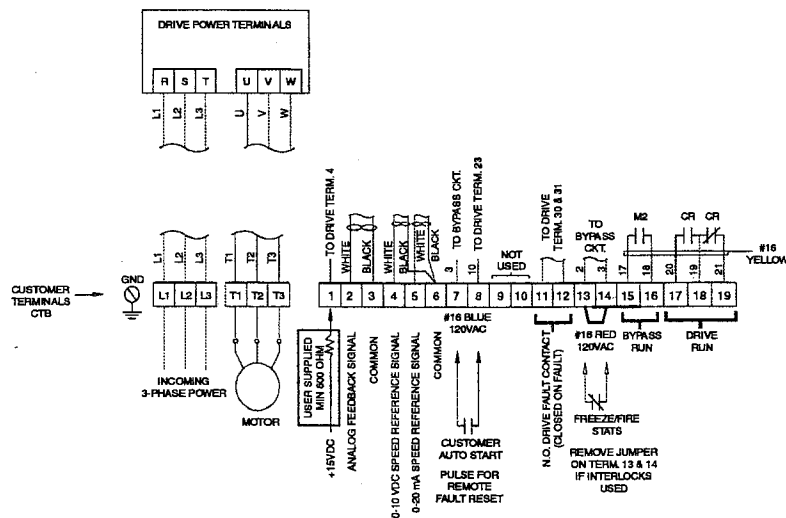 DRIVE POWER TERMINALS
R S T U V W
L1 L2 L3 U V W
L1 L2 L3 T1 T2 T3
TO DRIVE TERM. 4
WHITE
BLACK
WHITE
BLACK
WHITE
BLACK
3 TO BYPASS CKT.
10 TO DRIVE TERM. 23
NOT
USED
TO DRIVE
TERM. 30 & 31
TO
BYPASS
CKT.
2 3
M2
17 18
CR CR
20 19 21
#16
YELLOW
CUSTOMER
TERMINALS
CTB
GND
L1 L2 L3 T1 T2 T3
1 2 3 4 5 6 7 8 9 10 11 12 13 14 15 16 17 18 19
INCOMING
3-PHASE POWER
MOTOR
USER SUPPLIED
MIN 600 OHM
+15VDC
ANALOG FEEDBACK SIGNAL
COMMON
0-10 VDC SPEED REFERENCE SIGNAL
0-20 mA SPEED REFERENCE SIGNAL
COMMON
#16 BLUE
120VAC
CUSTOMER
AUTO START
PULSE FOR
REMOTE
FAULT RESET
N.O. DRIVE FAULT CONTACT
(CLOSED ON FAULT)
#16 RED
120VAC
FREEZE/FIRE
STATS
REMOVE JUMPER
ON TERM. 13 & 14
IF INTERLOCKS
USED
BYPASS
RUN
DRIVE
RUN